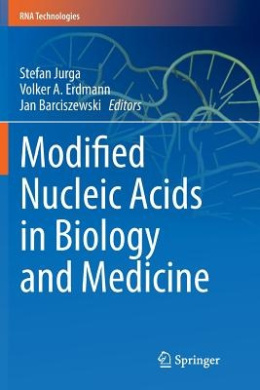 RNA Technologies
Stefan Jurga
Volker A. Erdmann
Jan Barciszewski Editors
Modified
Nucleic Acids
in Biology
and Medicine
Springer